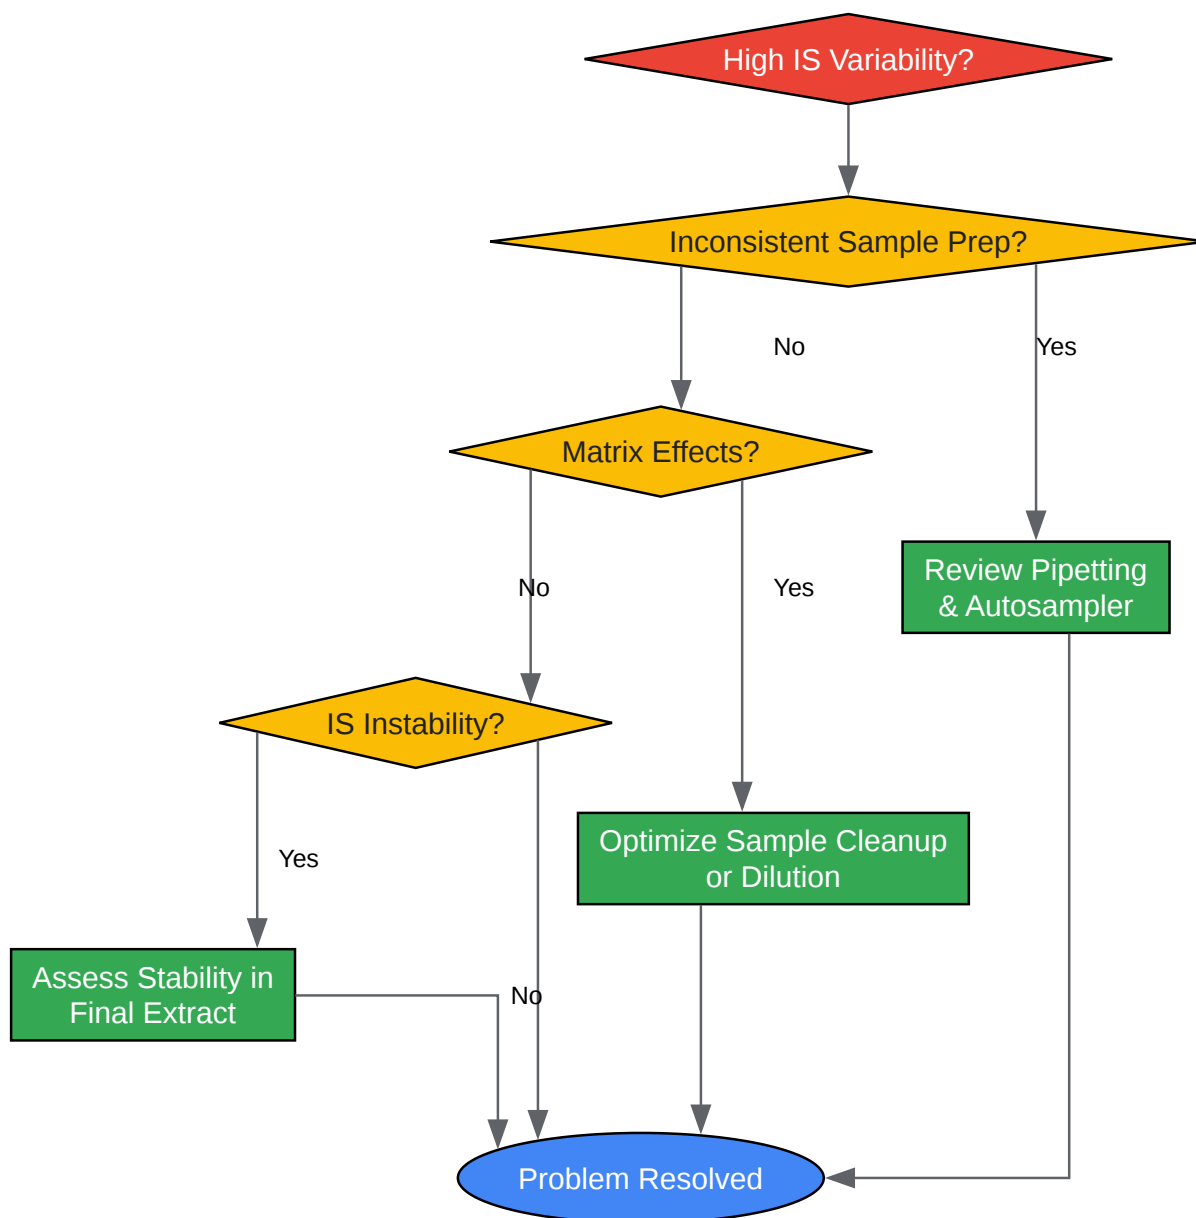 High IS Variability?
Inconsistent Sample Prep?
No
Yes
Matrix Effects?
No
Yes
Review Pipetting
& Autosampler
IS Instability?
Yes
Optimize Sample Cleanup
or Dilution
Assess Stability in
Final Extract
No
Problem Resolved